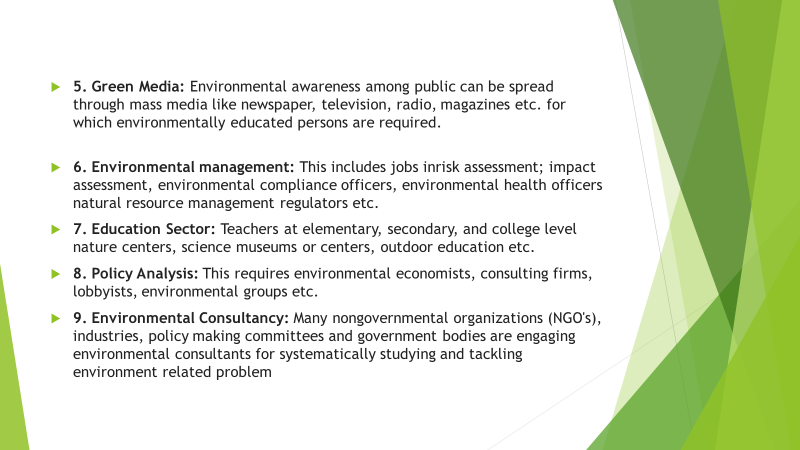 5. Green Media: Environmental awareness among public can be spread
through mass media like newspaper, television, radio, magazines etc. for
which environmentally educated persons are required.
6. Environmental management: This includes jobs inrisk assessment; impact
assessment, environmental compliance officers, environmental health officers
natural resource management regulators etc.
7. Education Sector: Teachers at elementary, secondary, and college level
nature centers, science museums or centers, outdoor education etc.
8. Policy Analysis: This requires environmental economists, consulting firms,
lobbyists, environmental groups etc.
9. Environmental Consultancy: Many nongovernmental organizations (NGO's),
industries, policy making committees and government bodies are engaging
environmental consultants for systematically studying and tackling
environment related problem